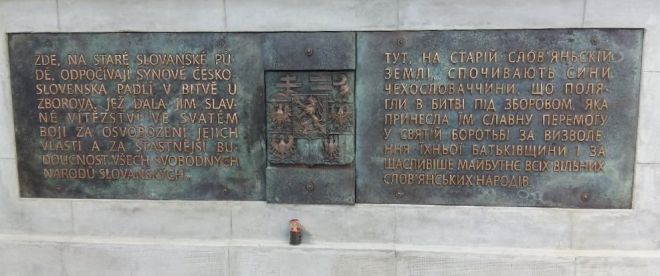 ZDE, NA STARÉ SLOVANSKÉ PŮ-
DĚ, ODPOČÍVAJÍ SYNOVÉ ČESKO-
SLOVENSKA PADLÍ V BITVĚ U
ZBOROVA, JEŽ DALA JIM SLAV-
NÉ VÍTĚZSTVÍ VE SVATÉM
BOJI ZA OSVOBOZENÍ JEJICH
VLASTI A ZA ŠŤASTNĚJŠÍ BU-
DOUCNOST VŠECH SVOBODNÝCH
NÁRODŮ SLOVANSKÝCH.
ТУТ, НА СТАРІЙ СЛОВ'ЯНЬСКІЙ
ЗЕМЛІ, СПОЧИВАЮТЬ СИНИ
ЧЕХОСЛОВАЧЧИНИ, ЩО ПОЛЯ-
ГЛИ В БИТВІ ПІД ЗБОРОВОМ, ЯКА
ПРИНЕСЛА ЇМ СЛАВНУ ПЕРЕМОГУ
У СВЯТІЙ БОРОТЬБІ ЗА ВИЗВОЛЕ-
ННЯ ЇХНЬОЇ БАТЬКІВЩИНИ І ЗА
ЩАСЛИВІШЕ МАЙБУТНЄ ВСІХ ВІЛЬНИХ
СЛОВ'ЯНСЬКИХ НАРОДІВ.